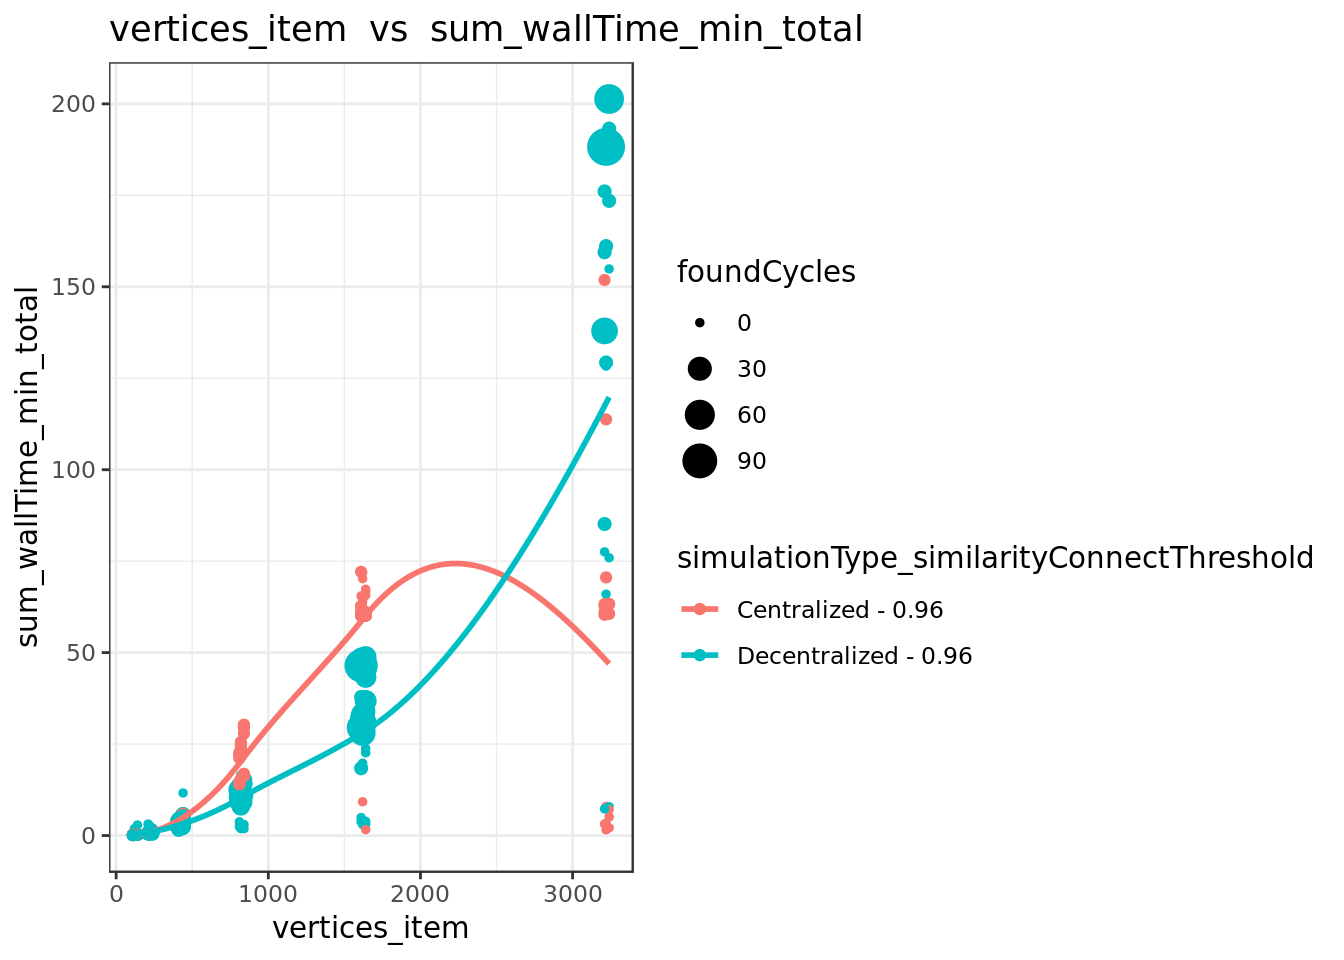 vertices_item  vs  sum_wallTime_min_total
sum_wallTime_min_total
200
150
100
50
0
0 1000 2000 3000
vertices_item
foundCycles
0
30
60
90
simulationType_similarityConnectThreshold
Centralized - 0.96
Decentralized - 0.96